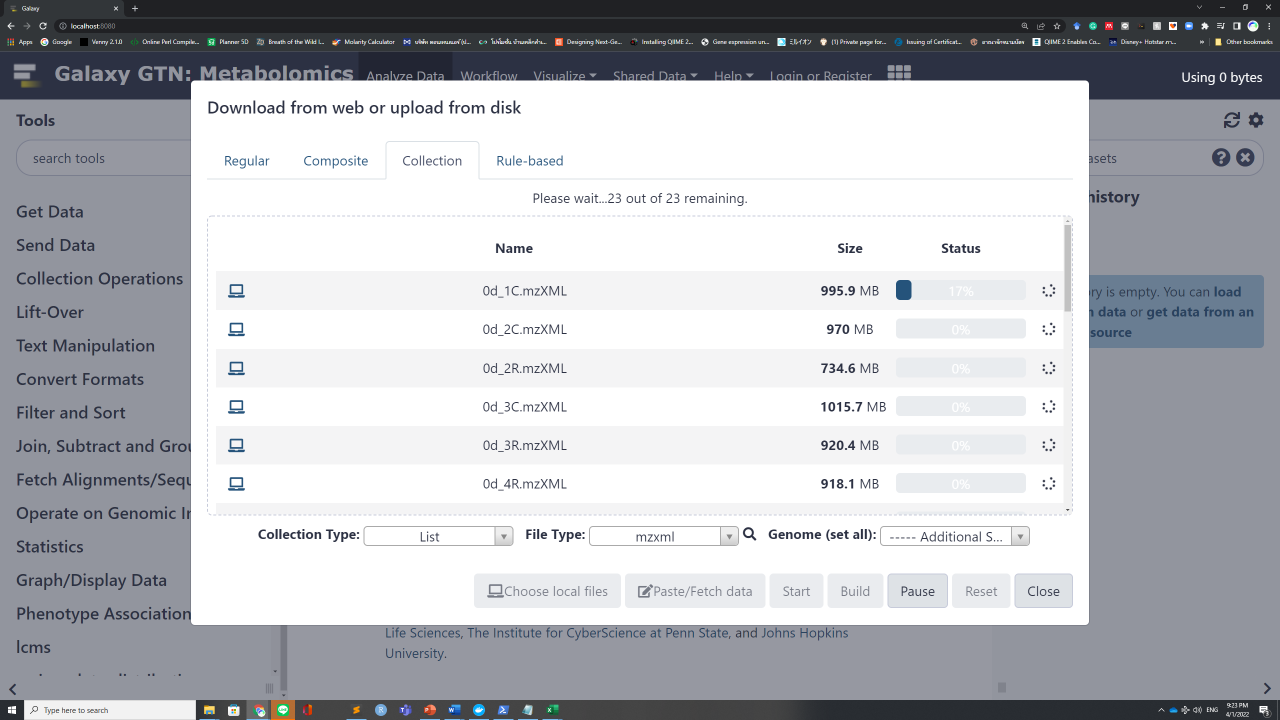 Galaxy
localhost:8080
Apps Google Venny 2.1.0 Online Perl Compile... Planner 5D Breath of the Wild I... Molarity Calculator Designing Next-Ge... Installing QIIME 2... Gene expression un... (1) Private page for... Issuing of Certificat... QIIME 2 Enables Co... Disney+ Hotstar กา... » Other bookmarks
Galaxy GTN: Metabolomics Analyze Data Workflow Visualize Shared Data Help Login or Register Using 0 bytes
Download from web or upload from disk
Tools
search tools
Regular Composite Collection Rule-based
asets
Please wait...23 out of 23 remaining.
history
Get Data
Send Data
Collection Operations
Lift-Over
Text Manipulation
Convert Formats
Filter and Sort
Join, Subtract and Grou
Fetch Alignments/Sequ
Operate on Genomic In
Statistics
Graph/Display Data
Phenotype Association
lcms
Name Size Status
0d_1C.mzXML 995.9 MB 17%
0d_2C.mzXML 970 MB 0%
0d_2R.mzXML 734.6 MB 0%
0d_3C.mzXML 1015.7 MB 0%
0d_3R.mzXML 920.4 MB 0%
0d_4R.mzXML 918.1 MB 0%
ry is empty. You can load
n data or get data from an
source
Collection Type: List File Type: mzxml Genome (set all): ----- Additional S...
Choose local files Paste/Fetch data Start Build Pause Reset Close
Life Sciences, The Institute for CyberScience at Penn State, and Johns Hopkins
University.
Type here to search
ENG 9:23 PM
4/1/2022